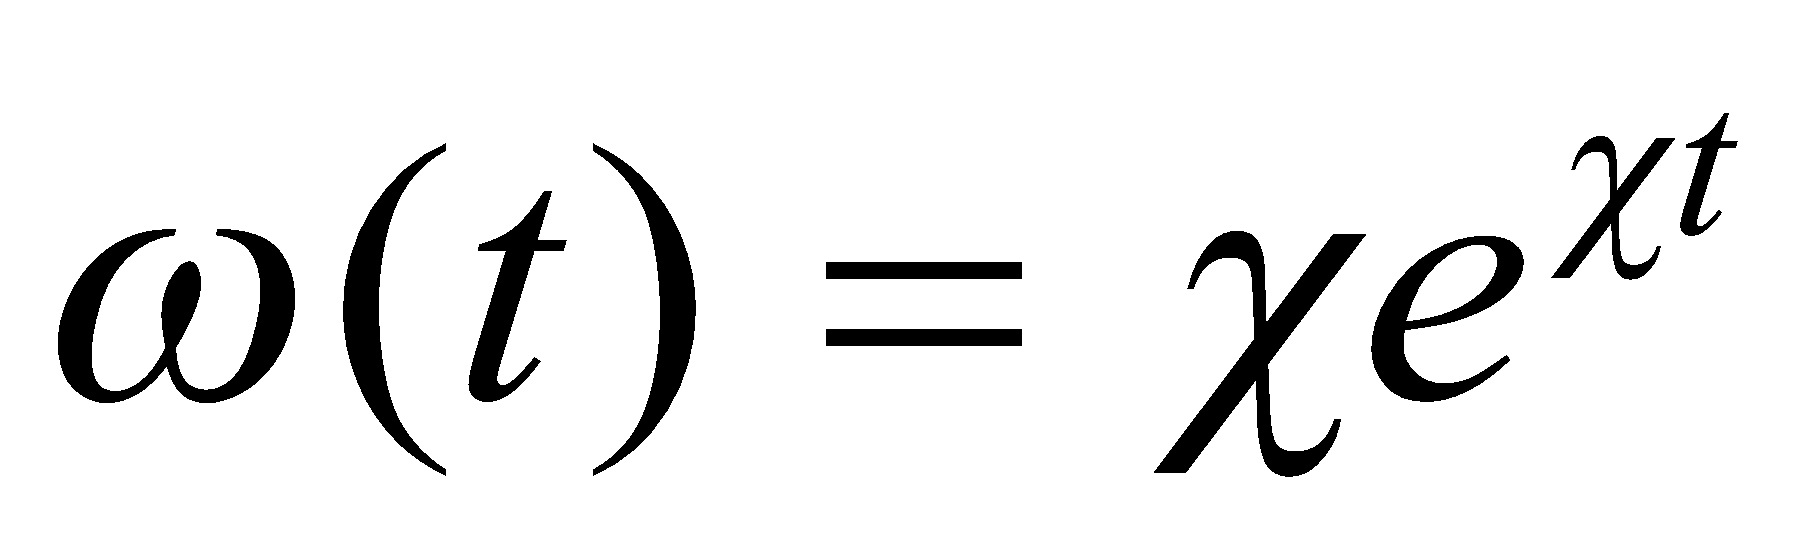 ω(t) = χe^{χt}